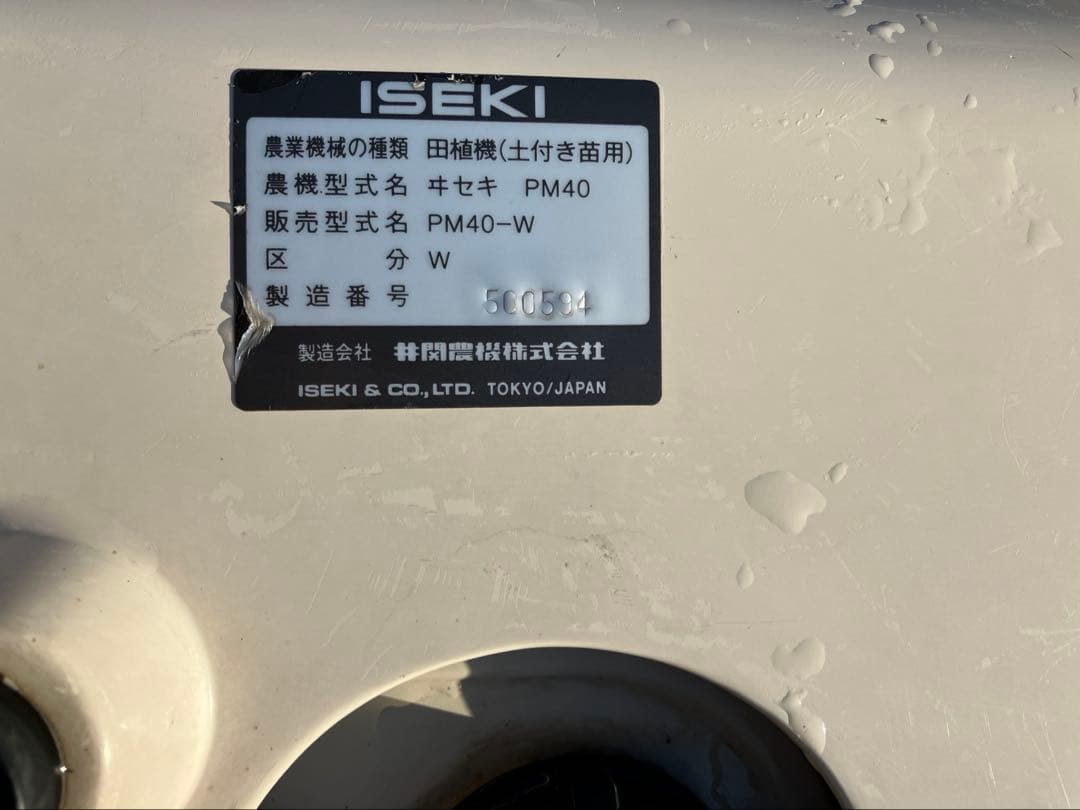 ISEKI
農業機械の種類 田植機(土付き苗用)
農機型式名 ヰセキ PM40
販売型式名 PM40-W
区分 W
製造番号 500594
製造会社 井関農機株式会社
ISEKI & CO., LTD. TOKYO/JAPAN